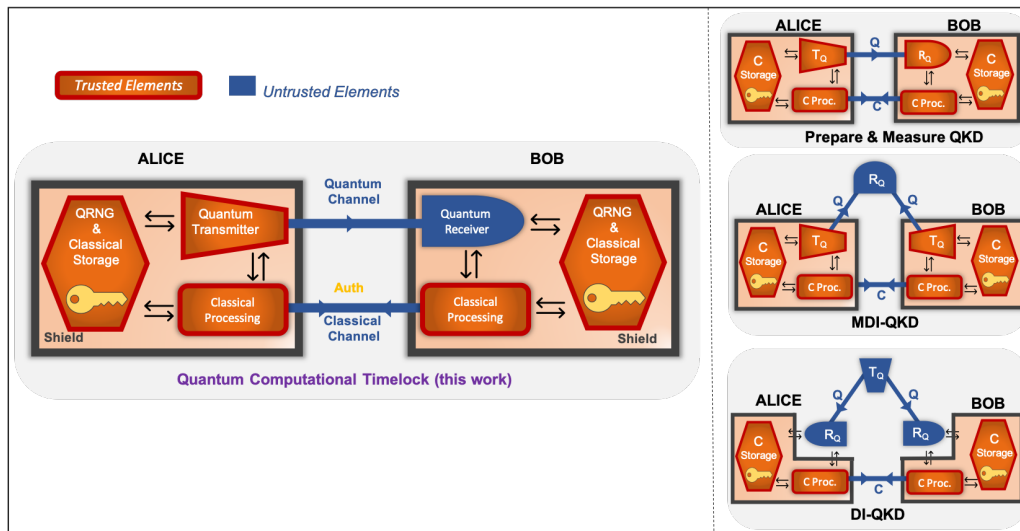 Trusted Elements
Untrusted Elements
ALICE
BOB
Quantum
Channel
QRNG
&
Classical
Storage
Quantum
Transmitter
Quantum
Receiver
QRNG
&
Classical
Storage
Auth
Classical
Processing
Classical
Channel
Classical
Processing
Shield
Shield
Quantum Computational Timelock (this work)
ALICE
BOB
C
Storage
TQ
Q
RQ
C
Storage
C Proc.
C
C Proc.
Prepare & Measure QKD
RQ
ALICE
Q
Q
BOB
C
Storage
TQ
TQ
C
Storage
C Proc.
C
C Proc.
MDI-QKD
TQ
ALICE
Q
Q
BOB
RQ
RQ
C
Storage
C
Storage
C Proc.
C
C Proc.
DI-QKD